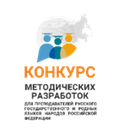 КОНКУРС
МЕТОДИЧЕСКИХ
РАЗРАБОТОК
ДЛЯ ПРЕПОДАВАТЕЛЕЙ РУССКОГО
ГОСУДАРСТВЕННОГО И РОДНЫХ
ЯЗЫКОВ НАРОДОВ РОССИЙСКОЙ
ФЕДЕРАЦИИ